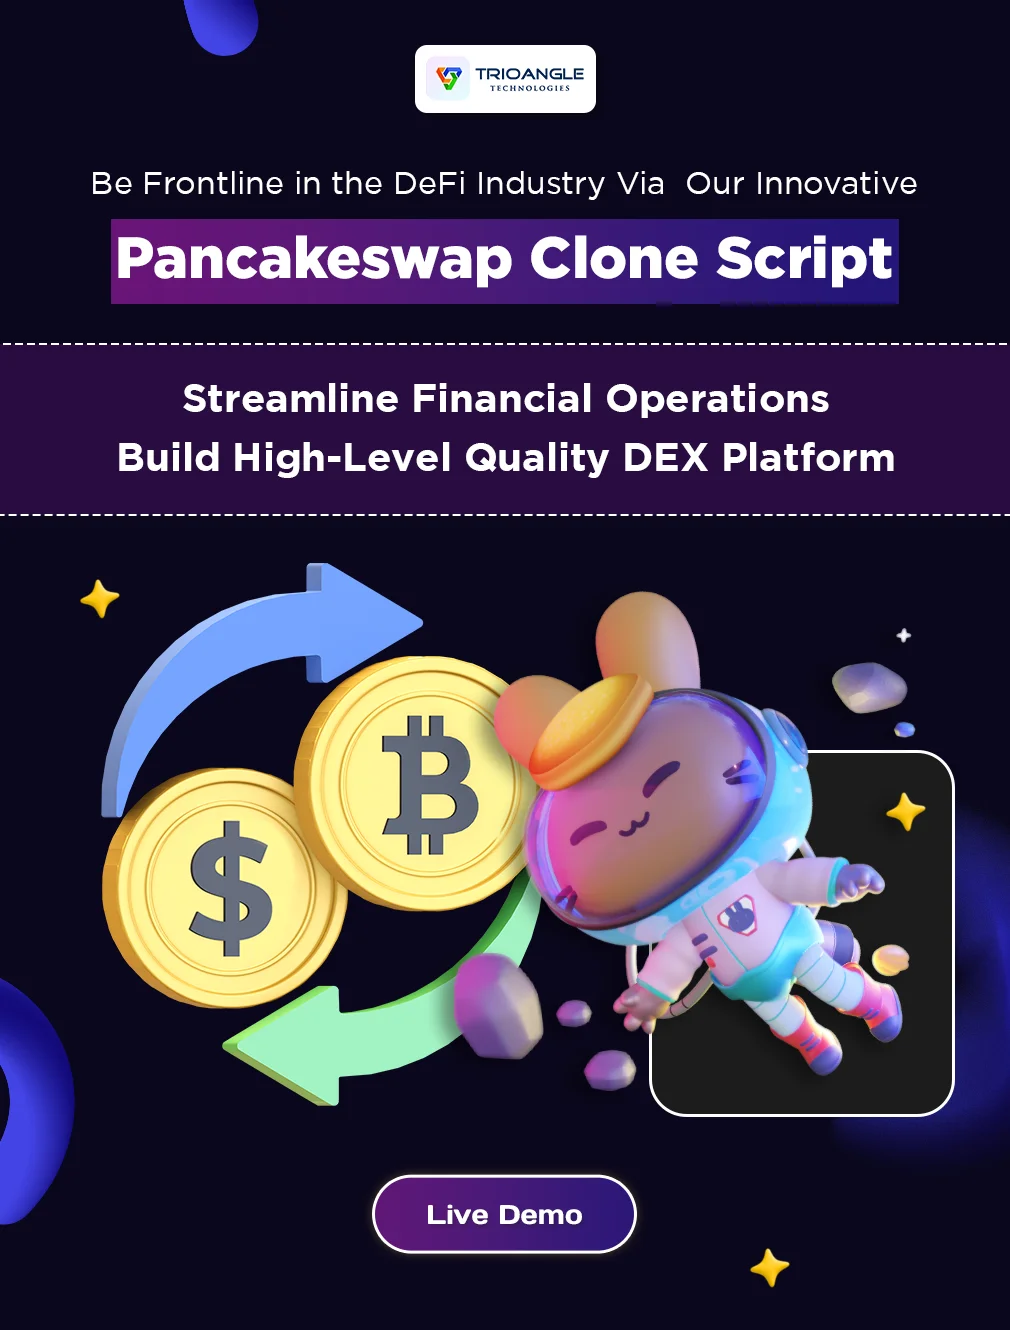 TRIOANGLE
TECHNOLOGIES
Be Frontline in the DeFi Industry Via Our Innovative
Pancakeswap Clone Script
Streamline Financial Operations
Build High-Level Quality DEX Platform
Live Demo